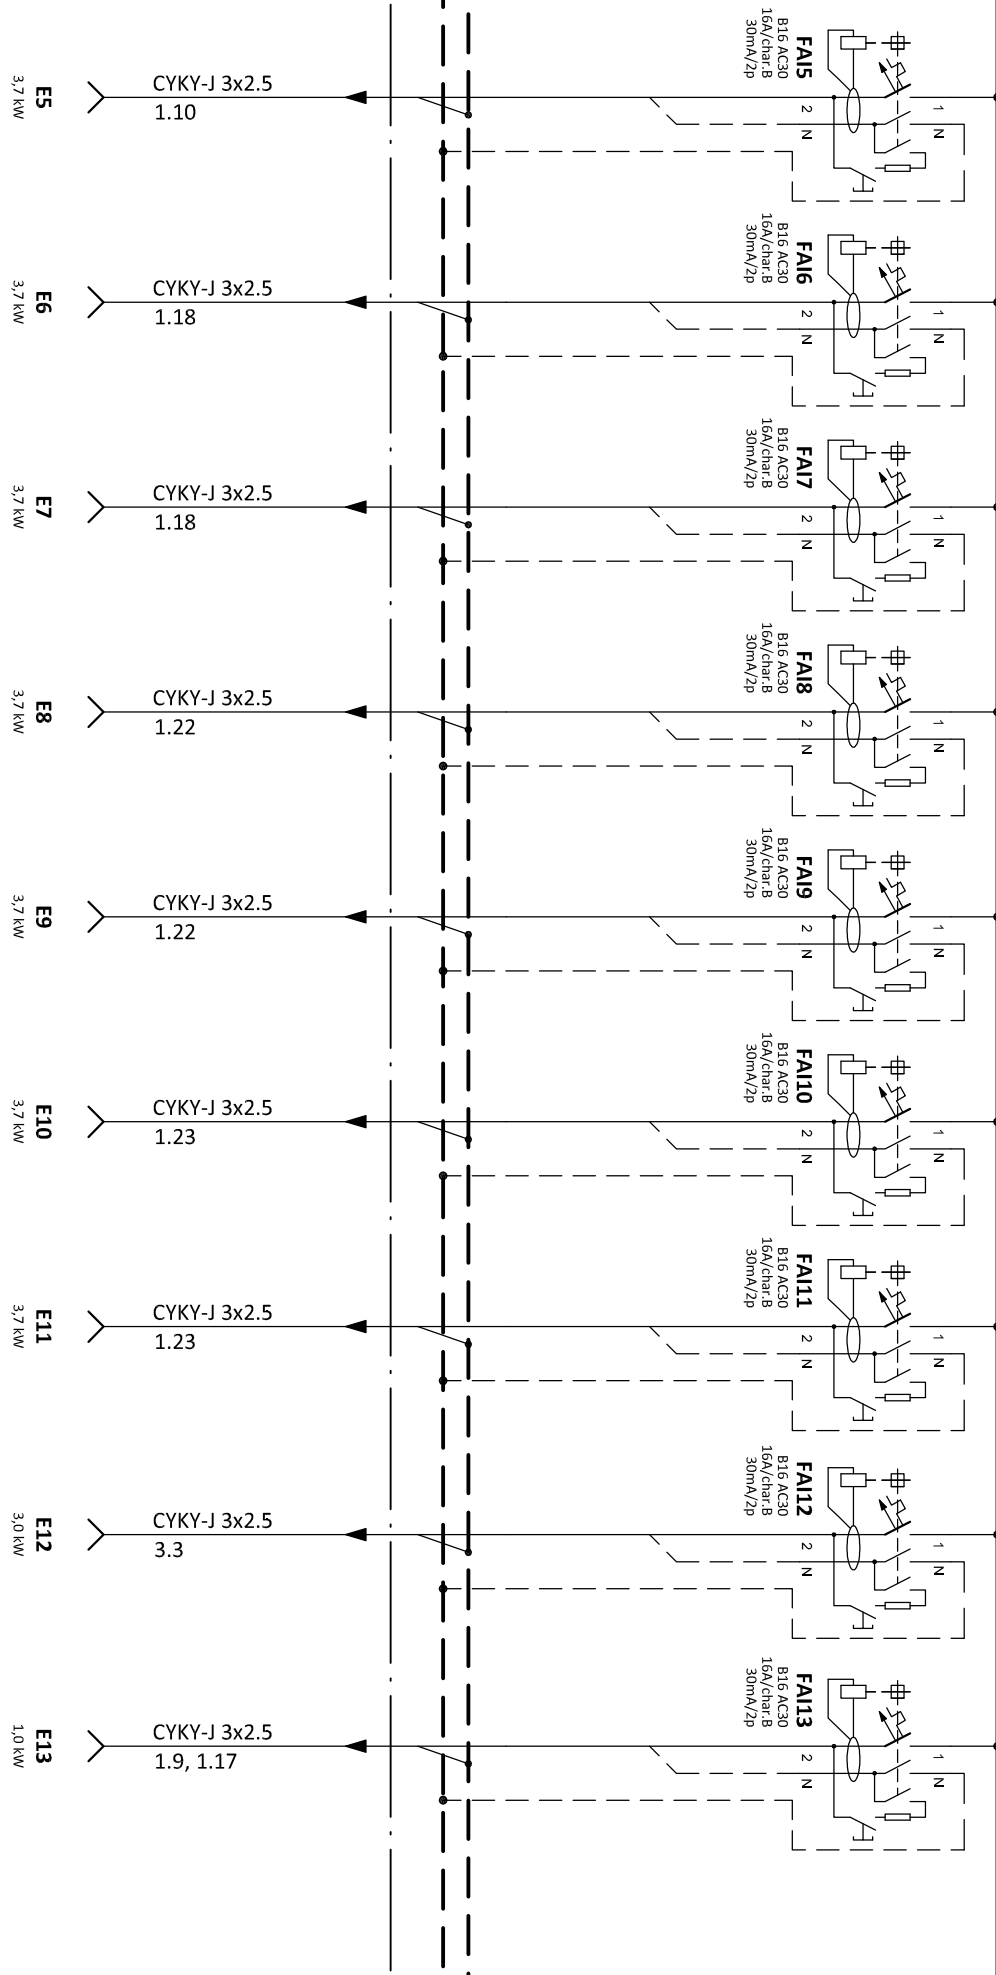 FAI5
B16 AC30
16A/char.B
30mA/2p
1
N
2
N
CYKY-J 3x2.5
1.10
E5
3,7 kW
FAI6
B16 AC30
16A/char.B
30mA/2p
1
N
2
N
CYKY-J 3x2.5
1.18
E6
3,7 kW
FAI7
B16 AC30
16A/char.B
30mA/2p
1
N
2
N
CYKY-J 3x2.5
1.18
E7
3,7 kW
FAI8
B16 AC30
16A/char.B
30mA/2p
1
N
2
N
CYKY-J 3x2.5
1.22
E8
3,7 kW
FAI9
B16 AC30
16A/char.B
30mA/2p
1
N
2
N
CYKY-J 3x2.5
1.22
E9
3,7 kW
FAI10
B16 AC30
16A/char.B
30mA/2p
1
N
2
N
CYKY-J 3x2.5
1.23
E10
3,7 kW
FAI11
B16 AC30
16A/char.B
30mA/2p
1
N
2
N
CYKY-J 3x2.5
1.23
E11
3,7 kW
FAI12
B16 AC30
16A/char.B
30mA/2p
1
N
2
N
CYKY-J 3x2.5
3.3
E12
3,0 kW
FAI13
B16 AC30
16A/char.B
30mA/2p
1
N
2
N
CYKY-J 3x2.5
1.9, 1.17
E13
1,0 kW